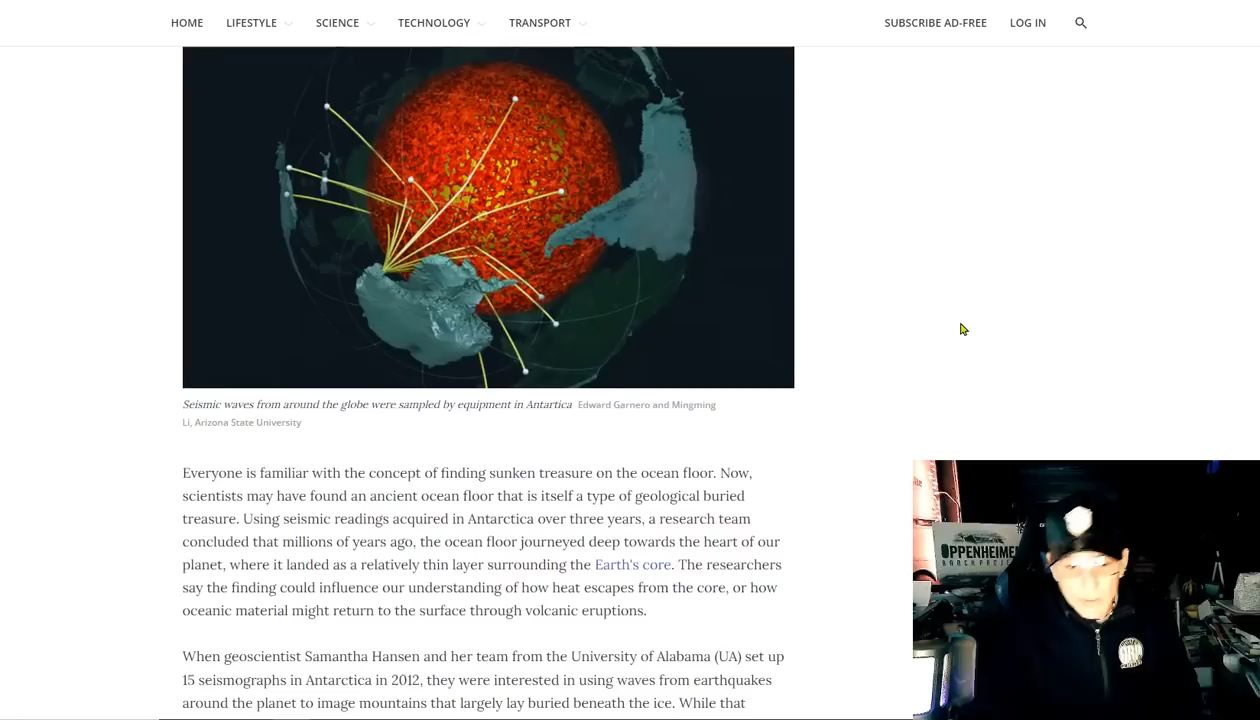 HOME LIFESTYLE SCIENCE TECHNOLOGY TRANSPORT SUBSCRIBE AD-FREE LOG IN
Seismic waves from around the globe were sampled by equipment in Antartica Edward Garnero and Mingming
Li, Arizona State University
Everyone is familiar with the concept of finding sunken treasure on the ocean floor. Now,
scientists may have found an ancient ocean floor that is itself a type of geological buried
treasure. Using seismic readings acquired in Antarctica over three years, a research team
concluded that millions of years ago, the ocean floor journeyed deep towards the heart of our
planet, where it landed as a relatively thin layer surrounding the Earth's core. The researchers
say the finding could influence our understanding of how heat escapes from the core, or how
oceanic material might return to the surface through volcanic eruptions.
When geoscientist Samantha Hansen and her team from the University of Alabama (UA) set up
15 seismographs in Antarctica in 2012, they were interested in using waves from earthquakes
around the planet to image mountains that largely lay buried beneath the ice. While that
OPPENHEIMER
RANCH PROJE